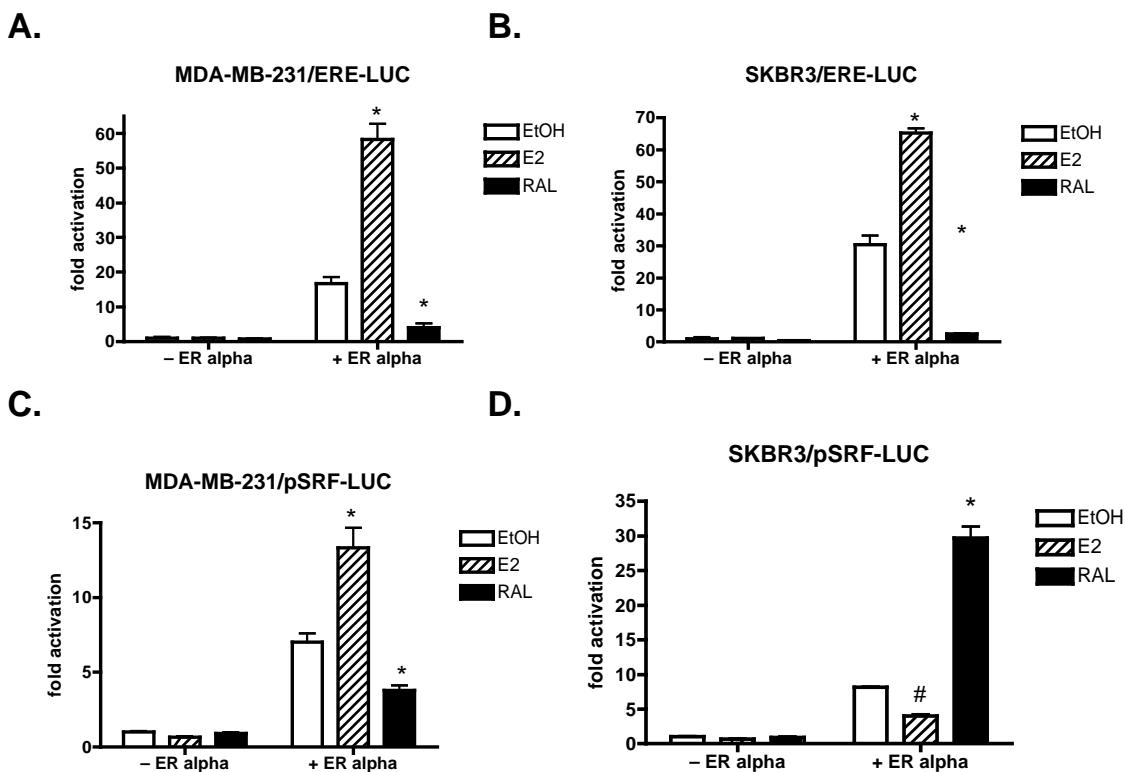 A.
MDA-MB-231/ERE-LUC
fold activation
60
50
40
30
20
10
0
*
*
– ER alpha
+ ER alpha
EtOH
E2
RAL
B.
SKBR3/ERE-LUC
fold activation
70
60
50
40
30
20
10
0
*
*
– ER alpha
+ ER alpha
EtOH
E2
RAL
C.
MDA-MB-231/pSRF-LUC
fold activation
15
10
5
0
*
*
– ER alpha
+ ER alpha
EtOH
E2
RAL
D.
SKBR3/pSRF-LUC
fold activation
35
30
25
20
15
10
5
0
#
*
– ER alpha
+ ER alpha
EtOH
E2
RAL